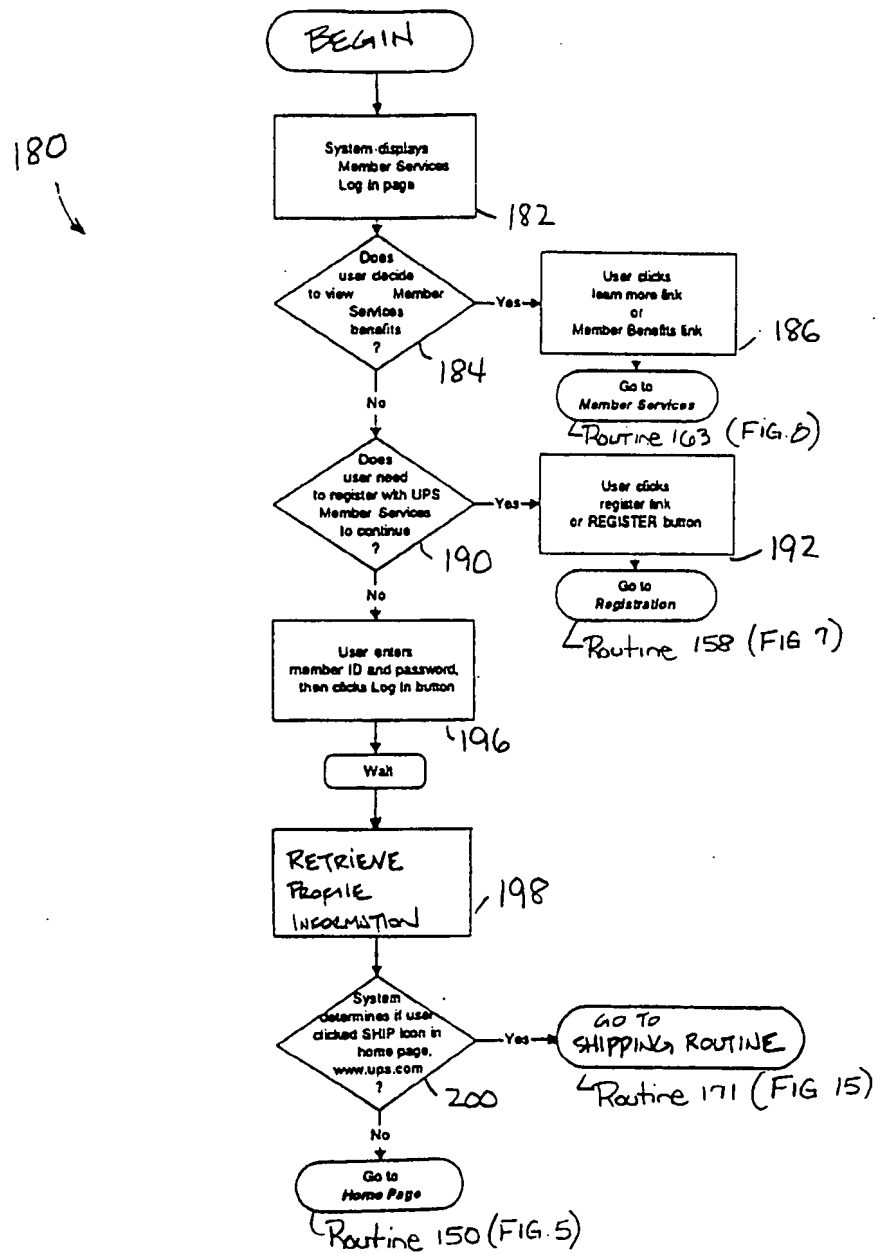 BEGIN
180
System displays
Member Services
Log In page
182
Does
user decide
to view Member
Services
benefits
?
184
Yes
User clicks
learn more link
or
Member Benefits link
186
Go to
Member Services
Routine 163 (FIG. 8)
No
Does
user need
to register with UPS
Member Services
to continue
?
190
Yes
User clicks
register link
or REGISTER button
192
Go to
Registration
Routine 158 (FIG 7)
No
User enters
member ID and password,
then clicks Log In button
196
Wait
RETRIEVE
PROFILE
INFORMATION
198
System
determines if user
clicked SHIP icon in
home page,
www.ups.com
?
200
Yes
GO TO
SHIPPING ROUTINE
Routine 171 (FIG 15)
No
Go to
Home Page
Routine 150 (FIG. 5)